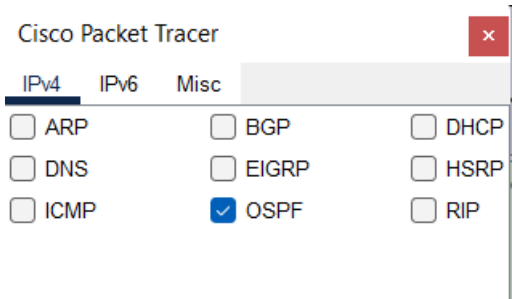 Cisco Packet Tracer
IPv4 IPv6 Misc
ARP BGP DHCP
DNS EIGRP HSRP
ICMP OSPF RIP